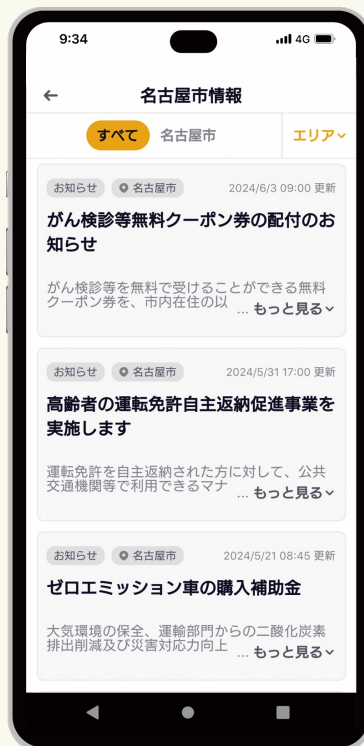 9:34
4G
名古屋市情報
すべて 名古屋市 エリア
お知らせ 名古屋市 2024/6/3 09:00 更新
がん検診等無料クーポン券の配付のお
知らせ
がん検診等を無料で受けることができる無料
クーポン券を、市内在住の以 … もっと見る
お知らせ 名古屋市 2024/5/31 17:00 更新
高齢者の運転免許自主返納促進事業を
実施します
運転免許を自主返納された方に対して、公共
交通機関等で利用できるマナ … もっと見る
お知らせ 名古屋市 2024/5/21 08:45 更新
ゼロエミッション車の購入補助金
大気環境の保全、運輸部門からの二酸化炭素
排出削減及び災害対応力向上 … もっと見る